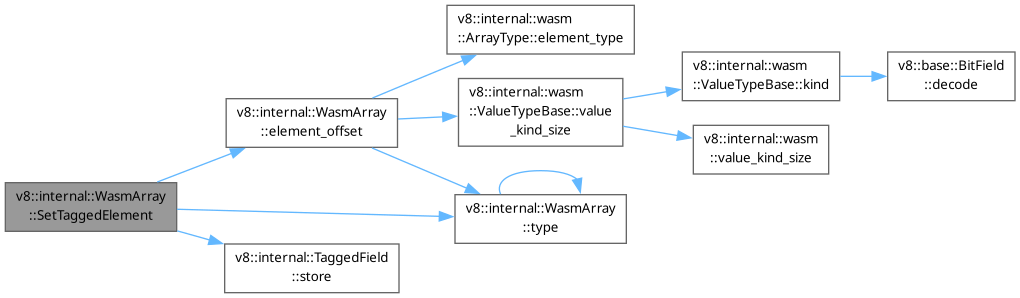 v8::internal::WasmArray
::SetTaggedElement
v8::internal::WasmArray
::element_offset
v8::internal::TaggedField
::store
v8::internal::wasm
::ArrayType::element_type
v8::internal::wasm
::ValueTypeBase::value
_kind_size
v8::internal::WasmArray
::type
v8::internal::wasm
::ValueTypeBase::kind
v8::internal::wasm
::value_kind_size
v8::base::BitField
::decode